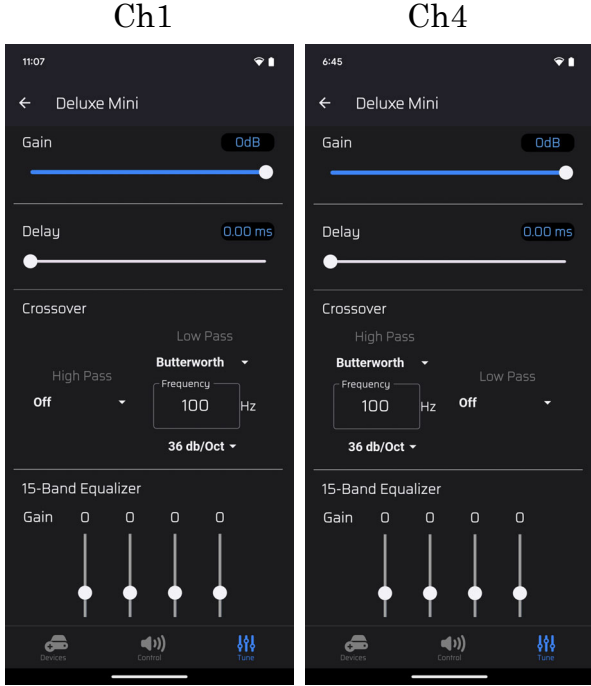 Ch1
11:07
Deluxe Mini
Gain 0dB
Delay 0.00 ms
Crossover
Low Pass
Butterworth
High Pass
Frequency
Off
100 Hz
36 db/Oct
15-Band Equalizer
Gain 0 0 0 0
Devices Control Tune
Ch4
6:45
Deluxe Mini
Gain 0dB
Delay 0.00 ms
Crossover
High Pass
Butterworth
Low Pass
Frequency
100 Hz
Off
36 db/Oct
15-Band Equalizer
Gain 0 0 0 0
Devices Control Tune